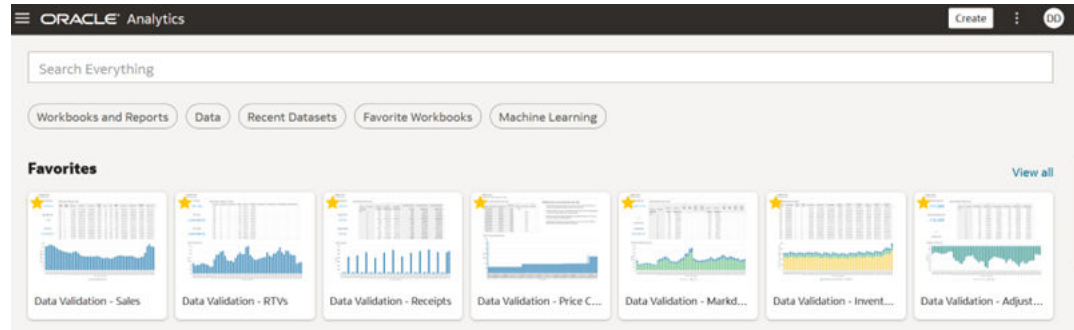 ORACLE Analytics Create DD
Search Everything
Workbooks and Reports Data Recent Datasets Favorite Workbooks Machine Learning
Favorites View all
Data Validation - Sales Data Validation - RTVs Data Validation - Receipts Data Validation - Price C... Data Validation - Markd... Data Validation - Invent... Data Validation - Adjust...